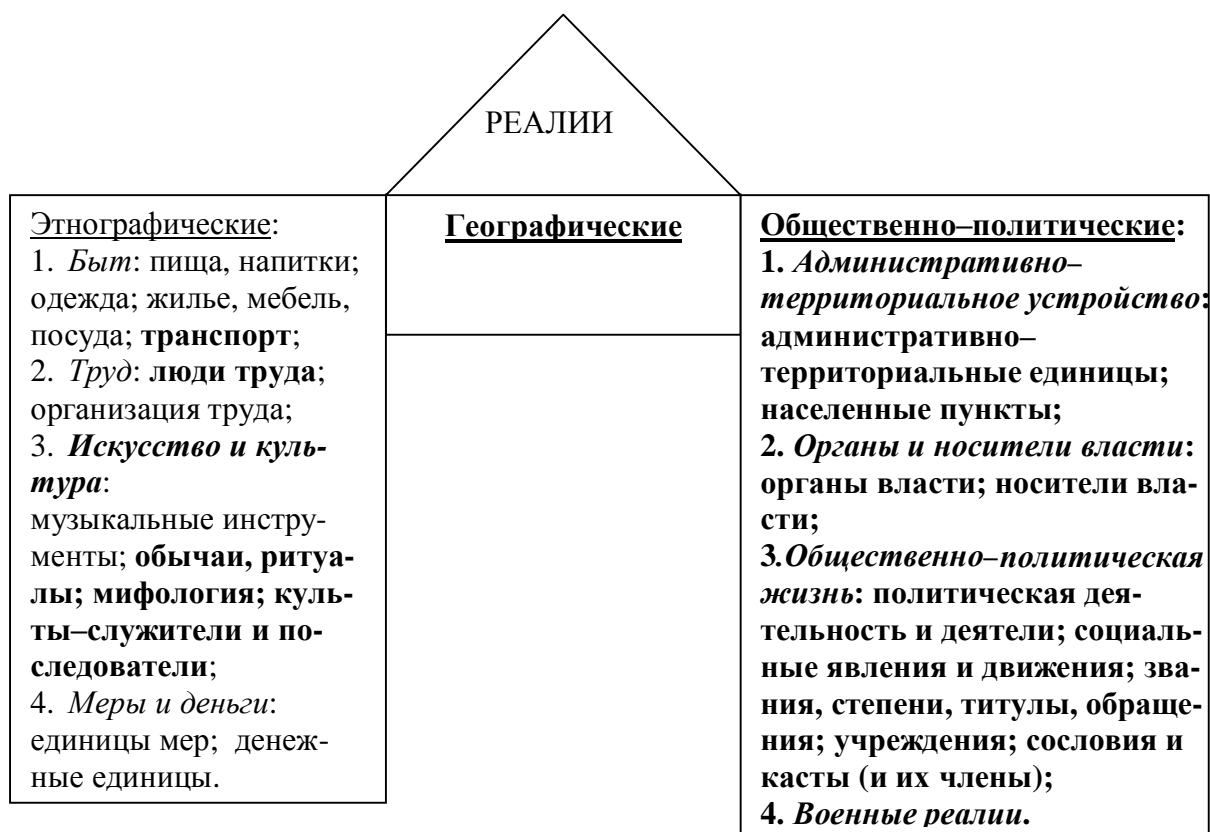 РЕАЛИИ
Этнографические:
1. Быт: пища, напитки;
одежда; жилье, мебель,
посуда; транспорт;
2. Труд: люди труда;
организация труда;
3. Искусство и куль-
тура:
музыкальные инстру-
менты; обычаи, ритуа-
лы; мифология; куль-
ты–служители и по-
следователи;
4. Меры и деньги:
единицы мер; денеж-
ные единицы.
Географические
Общественно–политические:
1. Административно–
территориальное устройство:
административно–
территориальные единицы;
населенные пункты;
2. Органы и носители власти:
органы власти; носители вла-
сти;
3.Общественно–политическая
жизнь: политическая дея-
тельность и деятели; социаль-
ные явления и движения; зва-
ния, степени, титулы, обраще-
ния; учреждения; сословия и
касты (и их члены);
4. Военные реалии.